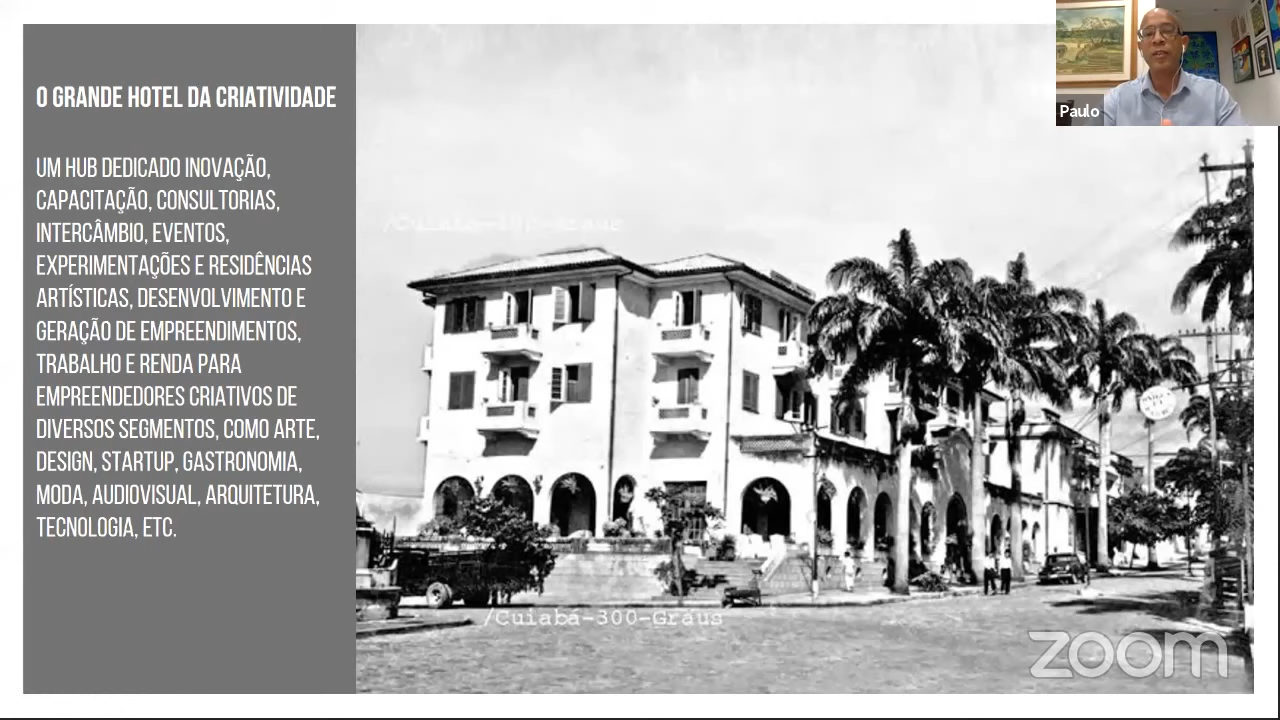 O GRANDE HOTEL DA CRIATIVIDADE
UM HUB DEDICADO INOVAÇÃO,
CAPACITAÇÃO, CONSULTORIAS,
INTERCÂMBIO, EVENTOS,
EXPERIMENTAÇÕES E RESIDÊNCIAS
ARTÍSTICAS, DESENVOLVIMENTO E
GERAÇÃO DE EMPREENDIMENTOS,
TRABALHO E RENDA PARA
EMPREENDEDORES CRIATIVOS DE
DIVERSOS SEGMENTOS, COMO ARTE,
DESIGN, STARTUP, GASTRONOMIA,
MODA, AUDIOVISUAL, ARQUITETURA,
TECNOLOGIA, ETC.
Paulo
/Cuiaba-300-Graus
/Cuiaba-300-Graus
zoom